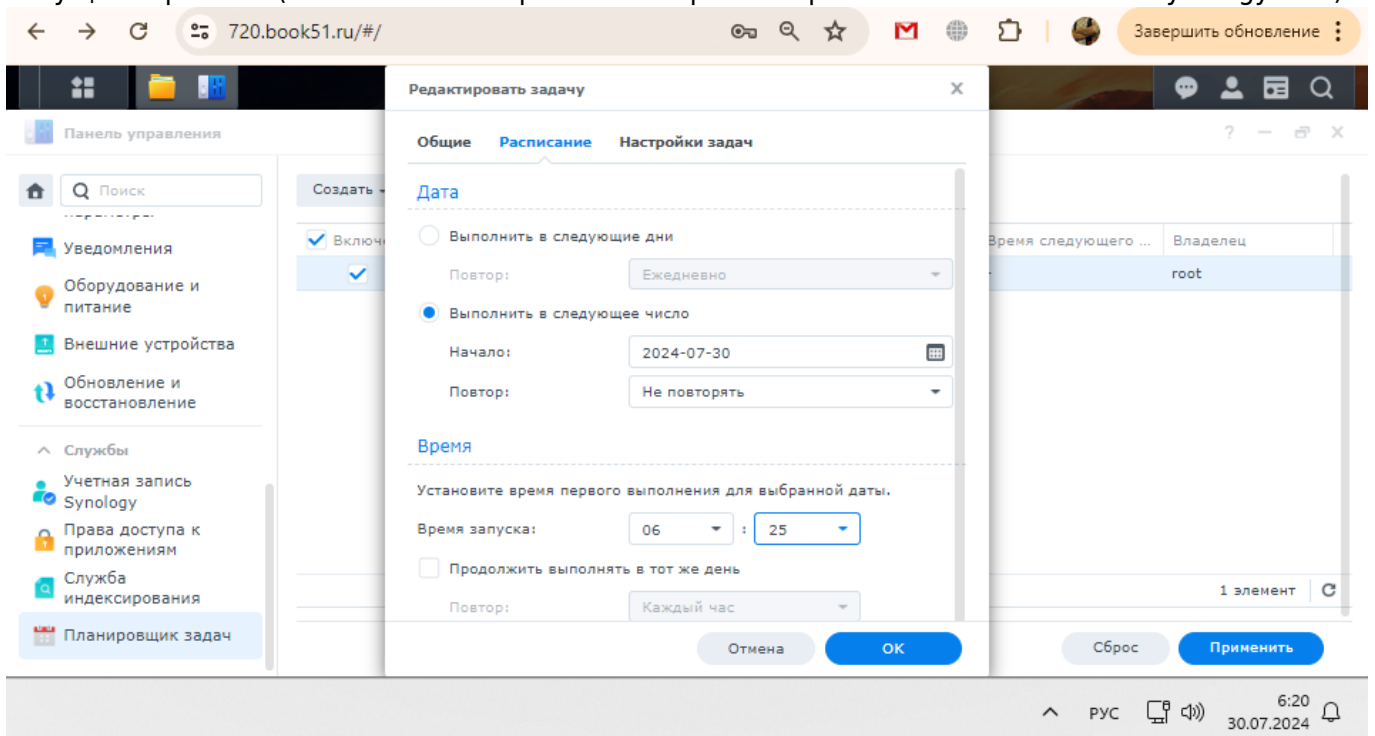 720.book51.ru/#/
Завершить обновление
Редактировать задачу
Панель управления
Общие Расписание Настройки задач
Поиск
Создать
Дата
Уведомления
Выполнить в следующие дни
Время следующего ... Владелец
Повтор: Ежедневно
root
Оборудование и
питание
Выполнить в следующее число
Внешние устройства
Начало: 2024-07-30
Обновление и
восстановление
Повтор: Не повторять
Службы
Время
Учетная запись
Synology
Установите время первого выполнения для выбранной даты.
Права доступа к
приложениям
Время запуска: 06 : 25
Служба
индексирования
Продолжить выполнять в тот же день
1 элемент
Повтор: Каждый час
Планировщик задач
Отмена OK
Сброс Применить
РУС
6:20
30.07.2024